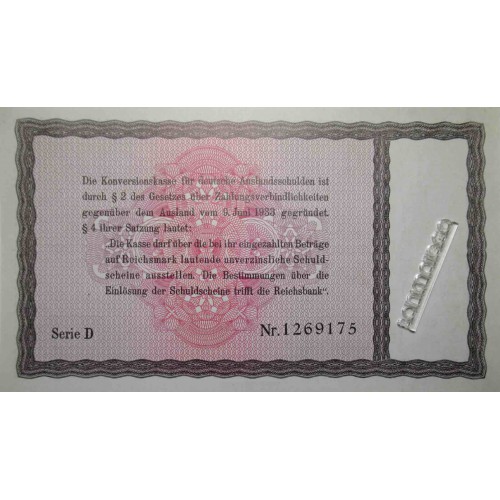 Die Konversionskasse für deutsche Auslandsschulden ist
durch § 2 des Gesetzes über Zahlungsverbindlichkeiten
gegenüber dem Ausland vom 9. Juni 1933 gegründet.
§ 4 ihrer Satzung lautet:
„Die Kasse darf über die bei ihr eingezahlten Beträge
auf Reichsmark lautende unverzinsliche Schuld-
scheine ausstellen. Die Bestimmungen über die
Einlösung der Schuldscheine trifft die Reichsbank".
Serie D
Nr. 1269175